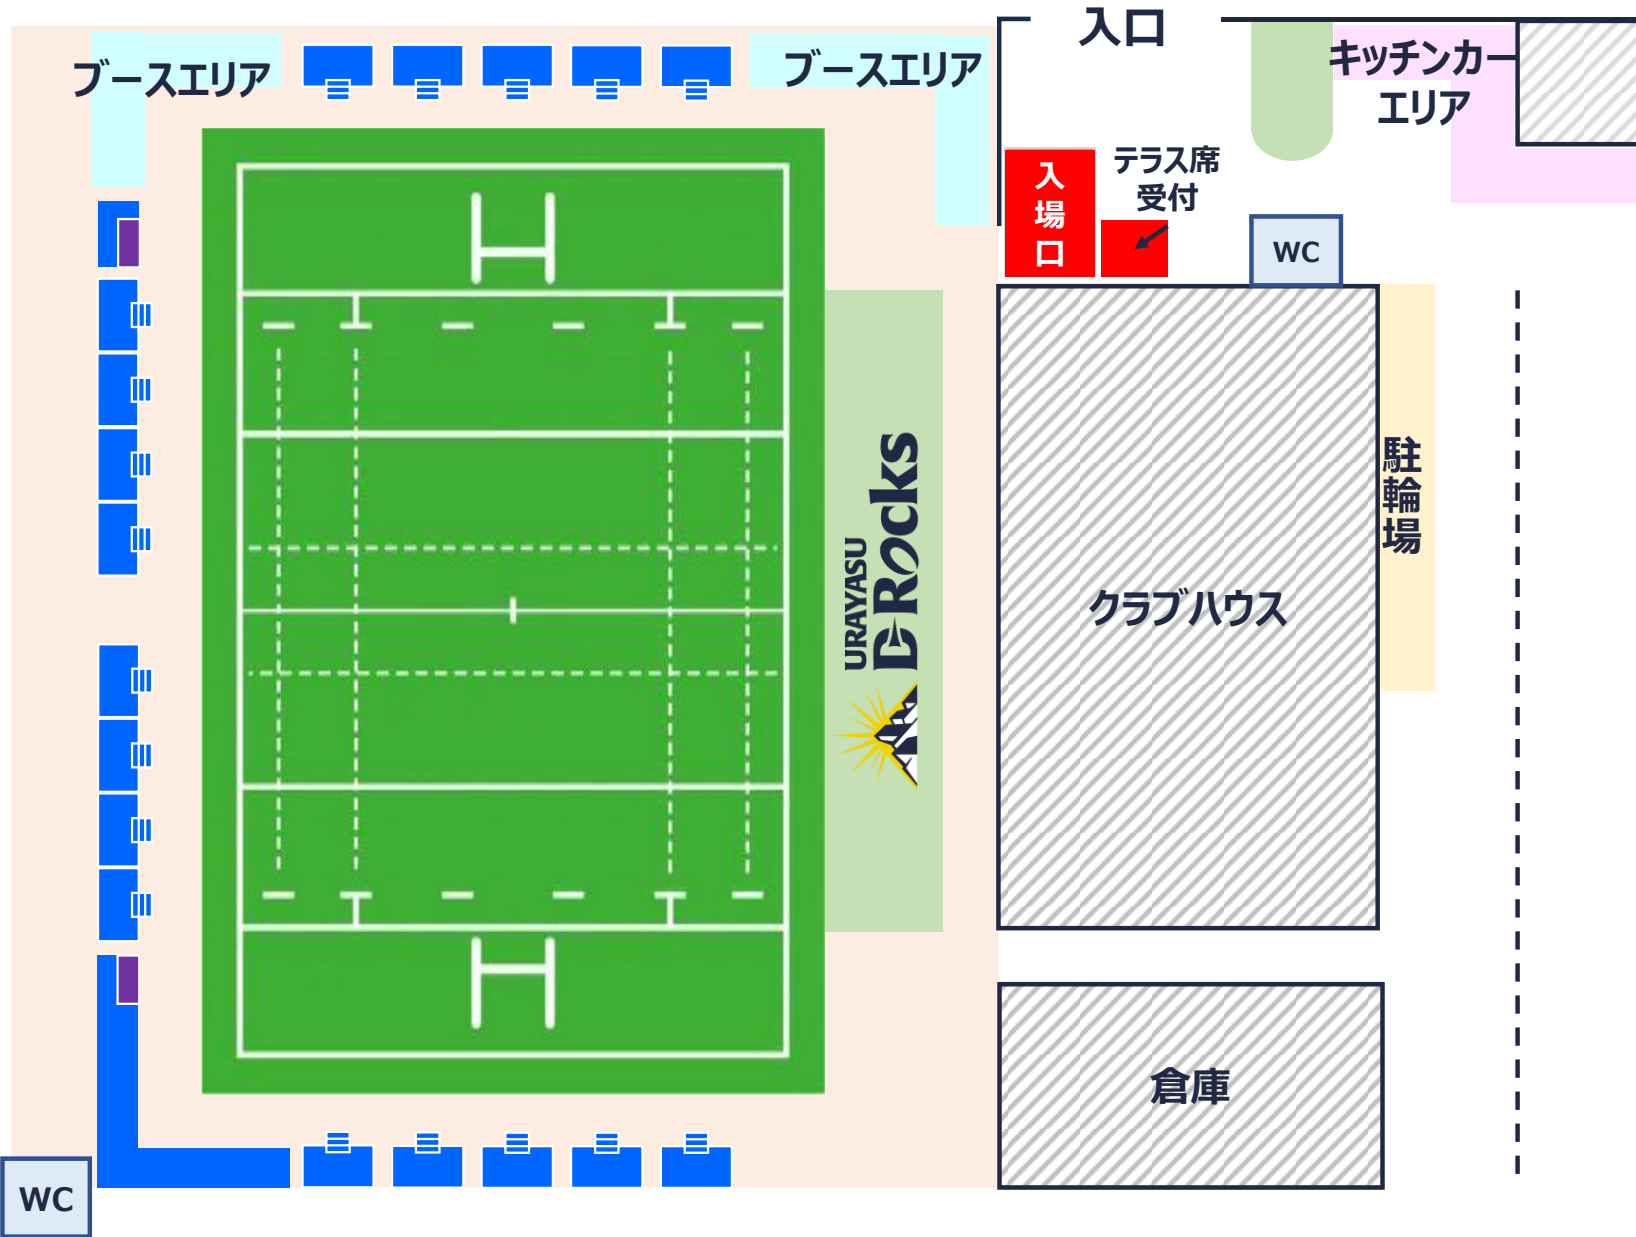 入口
ブースエリア
ブースエリア
キッチンカー
エリア
入
場
口
テラス席
受付
WC
URAYASU
D-Rocks
クラブハウス
駐
輪
場
倉庫
WC